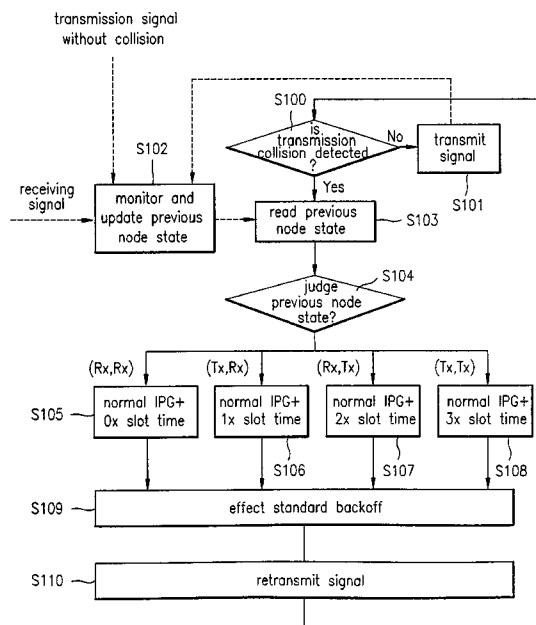 transmission signal
without collision
S100
is
transmission
collision detected
?
No
transmit
signal
S101
S102
Yes
receiving
signal
monitor and
update previous
node state
read previous
node state
S103
S104
judge
previous node
state?
(Rx,Rx)
(Tx,Rx)
(Rx,Tx)
(Tx,Tx)
S105
normal IPG+
0x slot time
normal IPG+
1x slot time
normal IPG+
2x slot time
normal IPG+
3x slot time
S106
S107
S108
S109
effect standard backoff
S110
retransmit signal